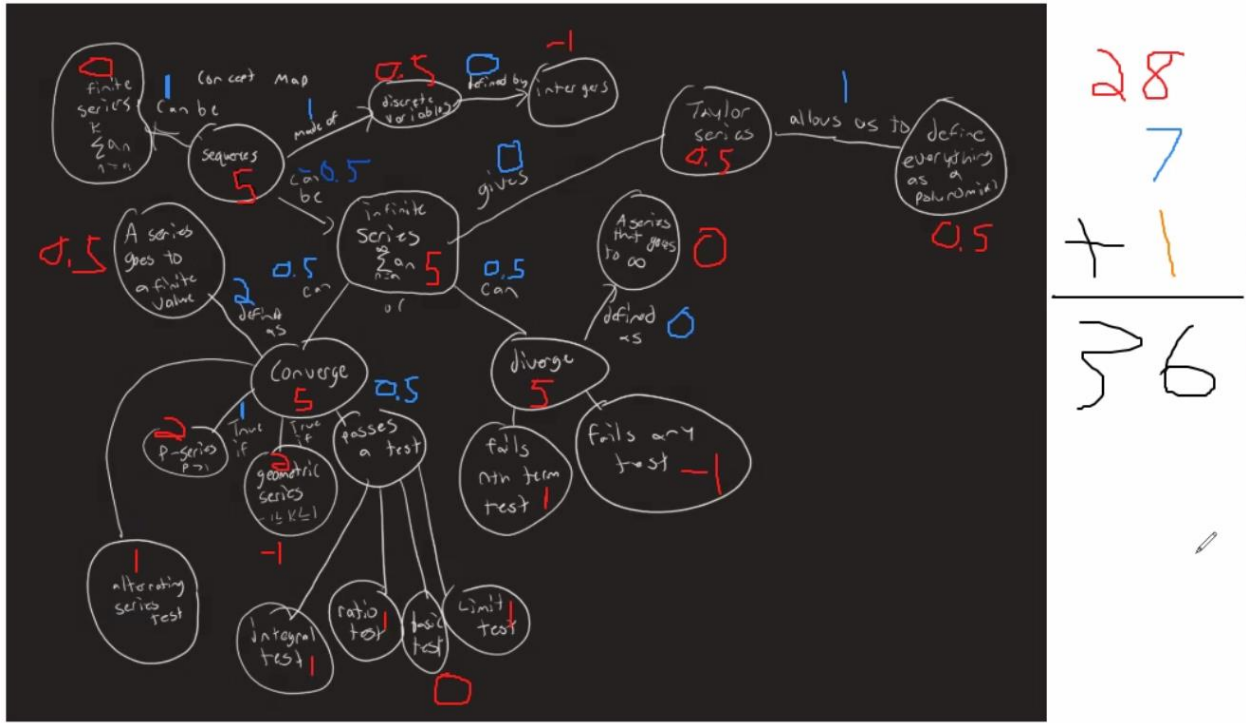 Concept Map
0
finite
series
k
∑ an
n=n
1
Can be
sequences
5
1
made of
0.5
discrete
variables
0
defined by
-1
intergers
0.5
can
be
infinite
series
∞
∑ an
n=n
5
or
0
gives
Taylor
series
0.5
1
allows us to
define
everything
as
a
polynomial
0.5
0.5
A series
goes to
a finite
value
2
defined
as
0.5
can
0.5
can
A series
that goes
to ∞
0
defined
as
0
Converge
5
diverge
5
2
P-series
P>1
1
True
if
True
if
2
geometric
series
-1≤K≤1
-1
0.5
passes
a test
fails
nth term
test
1
fails any
test
-1
1
alternating
series
test
integral
test
1
ratio
test
1
basic
test
0
Limit
test
1
28
7
+ 1
36